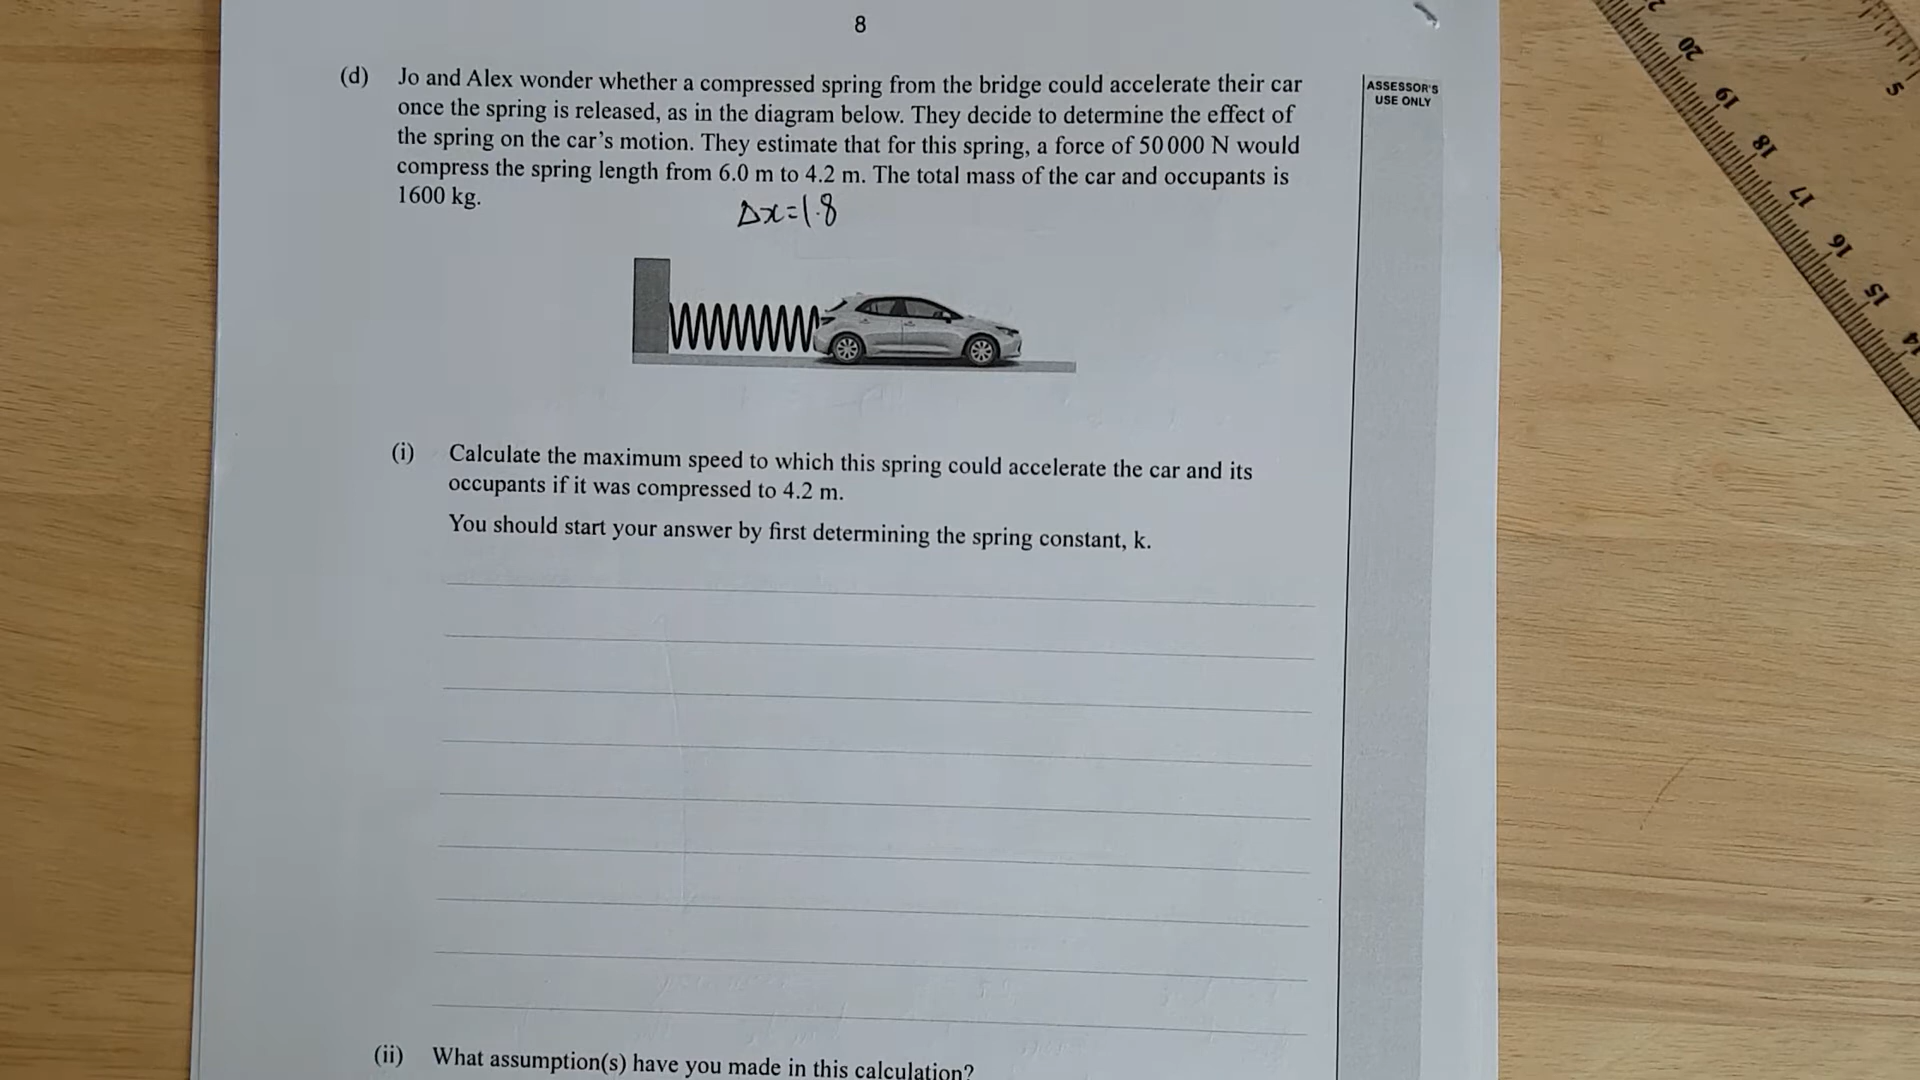 8
(d) Jo and Alex wonder whether a compressed spring from the bridge could accelerate their car
once the spring is released, as in the diagram below. They decide to determine the effect of
the spring on the car's motion. They estimate that for this spring, a force of 50 000 N would
compress the spring length from 6.0 m to 4.2 m. The total mass of the car and occupants is
1600 kg.
Δx=1.8
ASSESSOR'S
USE ONLY
(i) Calculate the maximum speed to which this spring could accelerate the car and its
occupants if it was compressed to 4.2 m.
You should start your answer by first determining the spring constant, k.
(ii) What assumption(s) have you made in this calculation?
20
19
18
17
16
15
14
5